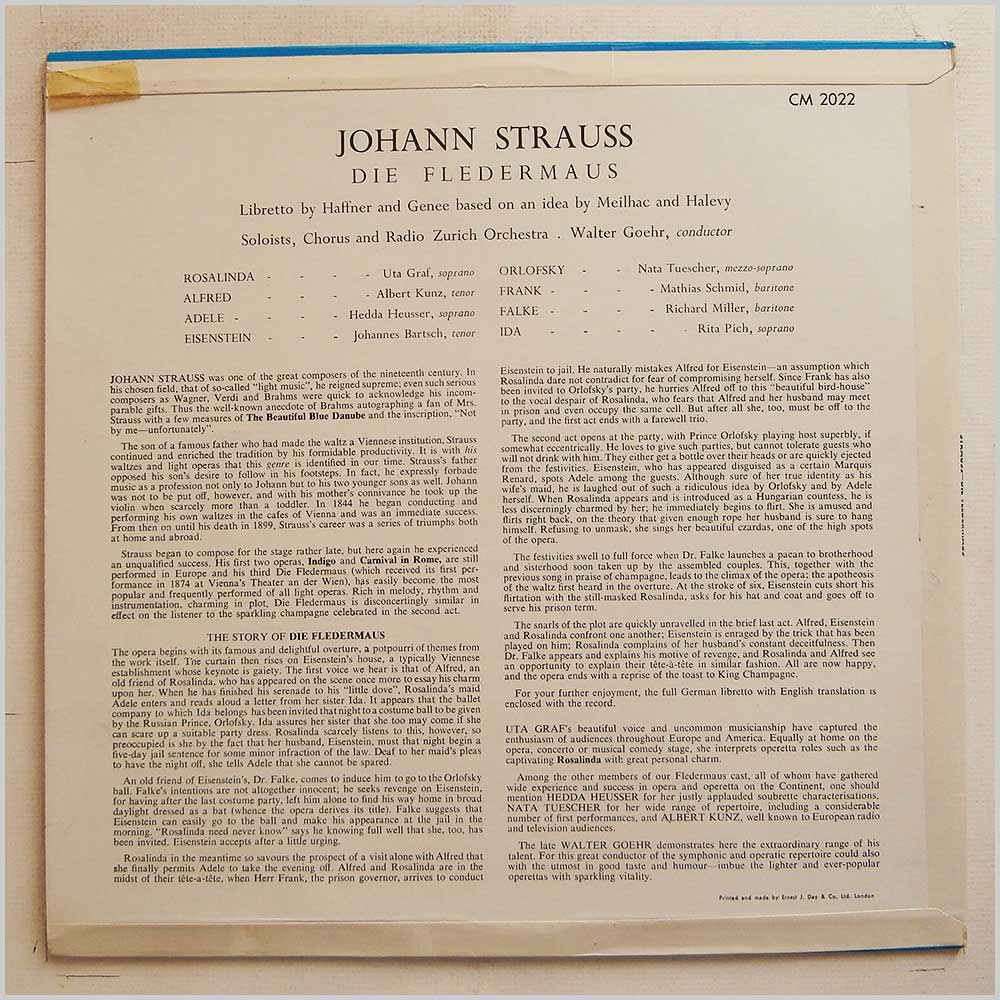 CM 2022
JOHANN STRAUSS
DIE FLEDERMAUS
Libretto by Haffner and Genee based on an idea by Meilhac and Halevy
Soloists, Chorus and Radio Zurich Orchestra . Walter Goehr, conductor
ROSALINDA - - - - Uta Graf, soprano
ALFRED - - - - Albert Kunz, tenor
ADELE - - - - Hedda Heusser, soprano
EISENSTEIN - - - Johannes Bartsch, tenor
ORLOFSKY - - Nata Tuescher, mezzo-soprano
FRANK - - - - Mathias Schmid, baritone
FALKE - - - - Richard Miller, baritone
IDA - - - - - Rita Pich, soprano
JOHANN STRAUSS was one of the great composers of the nineteenth century. In
his chosen field, that of so-called "light music", he reigned supreme; even such serious
composers as Wagner, Verdi and Brahms were quick to acknowledge his incom-
parable gifts. Thus the well-known anecdote of Brahms autographing a fan of Mrs.
Strauss with a few measures of The Beautiful Blue Danube and the inscription, "Not
by me—unfortunately".
The son of a famous father who had made the waltz a Viennese institution, Strauss
continued and enriched the tradition by his formidable productivity. It is with his
waltzes and light operas that this genre is identified in our time. Strauss's father
opposed his son's desire to follow in his footsteps. In fact, he expressly forbade
music as a profession not only to Johann but to his two younger sons as well. Johann
was not to be put off, however, and with his mother's connivance he took up the
violin when scarcely more than a toddler. In 1844 he began conducting and
performing his own waltzes in the cafes of Vienna and was an immediate success.
From then on until his death in 1899, Strauss's career was a series of triumphs both
at home and abroad.
Strauss began to compose for the stage rather late, but here again he experienced
an unqualified success. His first two operas, Indigo and Carnival in Rome, are still
performed in Europe and his third Die Fledermaus (which received its first per-
formance in 1874 at Vienna's Theater an der Wien), has easily become the most
popular and frequently performed of all light operas. Rich in melody, rhythm and
instrumentation, charming in plot, Die Fledermaus is disconcertingly similar in
effect on the listener to the sparkling champagne celebrated in the second act.
THE STORY OF DIE FLEDERMAUS
The opera begins with its famous and delightful overture, a potpourri of themes from
the work itself. The curtain then rises on Eisenstein's house, a typically Viennese
establishment whose keynote is gaiety. The first voice we hear is that of Alfred, an
old friend of Rosalinda, who has appeared on the scene once more to essay his charm
upon her. When he has finished his serenade to his "little dove", Rosalinda's maid
Adele enters and reads aloud a letter from her sister Ida. It appears that the ballet
company to which Ida belongs has been invited that night to a costume ball to be given
by the Russian Prince, Orlofsky. Ida assures her sister that she too may come if she
can scare up a suitable party dress. Rosalinda scarcely listens to this, however, so
preoccupied is she by the fact that her husband, Eisenstein, must that night begin a
five-day jail sentence for some minor infraction of the law. Deaf to her maid's pleas
to have the night off, she tells Adele that she cannot be spared.
An old friend of Eisenstein's, Dr. Falke, comes to induce him to go to the Orlofsky
ball. Falke's intentions are not altogether innocent; he seeks revenge on Eisenstein,
for having after the last costume party, left him alone to find his way home in broad
daylight dressed as a bat (whence the opera derives its title). Falke suggests that
Eisenstein can easily go to the ball and make his appearance at the jail in the
morning. "Rosalinda need never know" says he knowing full well that she, too, has
been invited. Eisenstein accepts after a little urging.
Rosalinda in the meantime so savours the prospect of a visit alone with Alfred that
she finally permits Adele to take the evening off. Alfred and Rosalinda are in the
midst of their tête-a-tête, when Herr Frank, the prison governor, arrives to conduct
Eisenstein to jail. He naturally mistakes Alfred for Eisenstein—an assumption which
Rosalinda dare not contradict for fear of compromising herself. Since Frank has also
been invited to Orlofsky's party, he hurries Alfred off to this "beautiful bird-house"
to the vocal despair of Rosalinda, who fears that Alfred and her husband may meet
in prison and even occupy the same cell. But after all she, too, must be off to the
party, and the first act ends with a farewell trio.
The second act opens at the party, with Prince Orlofsky playing host superbly, if
somewhat eccentrically. He loves to give such parties, but cannot tolerate guests who
will not drink with him. They either get a bottle over their heads or are quickly ejected
from the festivities. Eisenstein, who has appeared disguised as a certain Marquis
Renard, spots Adele among the guests. Although sure of her true identity as his
wife's maid, he is laughed out of such a ridiculous idea by Orlofsky and by Adele
herself. When Rosalinda appears and is introduced as a Hungarian countess, he is
less discerningly charmed by her; he immediately begins to flirt. She is amused and
flirts right back, on the theory that given enough rope her husband is sure to hang
himself. Refusing to unmask, she sings her beautiful czardas, one of the high spots
of the opera.
The festivities swell to full force when Dr. Falke launches a paean to brotherhood
and sisterhood soon taken up by the assembled couples. This, together with the
previous song in praise of champagne, leads to the climax of the opera; the apotheosis
of the waltz first heard in the overture. At the stroke of six, Eisenstein cuts short his
flirtation with the still-masked Rosalinda, asks for his hat and coat and goes off to
serve his prison term.
The snarls of the plot are quickly unravelled in the brief last act. Alfred, Eisenstein
and Rosalinda confront one another; Eisenstein is enraged by the trick that has been
played on him; Rosalinda complains of her husband's constant deceitfulness. Then
Dr. Falke appears and explains his motive of revenge, and Rosalinda and Alfred see
an opportunity to explain their tête-à-tête in similar fashion. All are now happy,
and the opera ends with a reprise of the toast to King Champagne.
For your further enjoyment, the full German libretto with English translation is
enclosed with the record.
UTA GRAF's beautiful voice and uncommon musicianship have captured the
enthusiasm of audiences throughout Europe and America. Equally at home on the
opera, concerto or musical comedy stage, she interprets operetta roles such as the
captivating Rosalinda with great personal charm.
Among the other members of our Fledermaus cast, all of whom have gathered
wide experience and success in opera and operetta on the Continent, one should
mention HEDDA HEUSSER for her justly applauded soubrette characterisations,
NATA TUESCHER for her wide range of repertoire, including a considerable
number of first performances, and ALBERT KUNZ, well known to European radio
and television audiences.
The late WALTER GOEHR demonstrates here the extraordinary range of his
talent. For this great conductor of the symphonic and operatic repertoire could also
with the utmost in good taste and humour—imbue the lighter and ever-popular
operettas with sparkling vitality.
Printed and made by Ernest J. Day & Co. Ltd. London